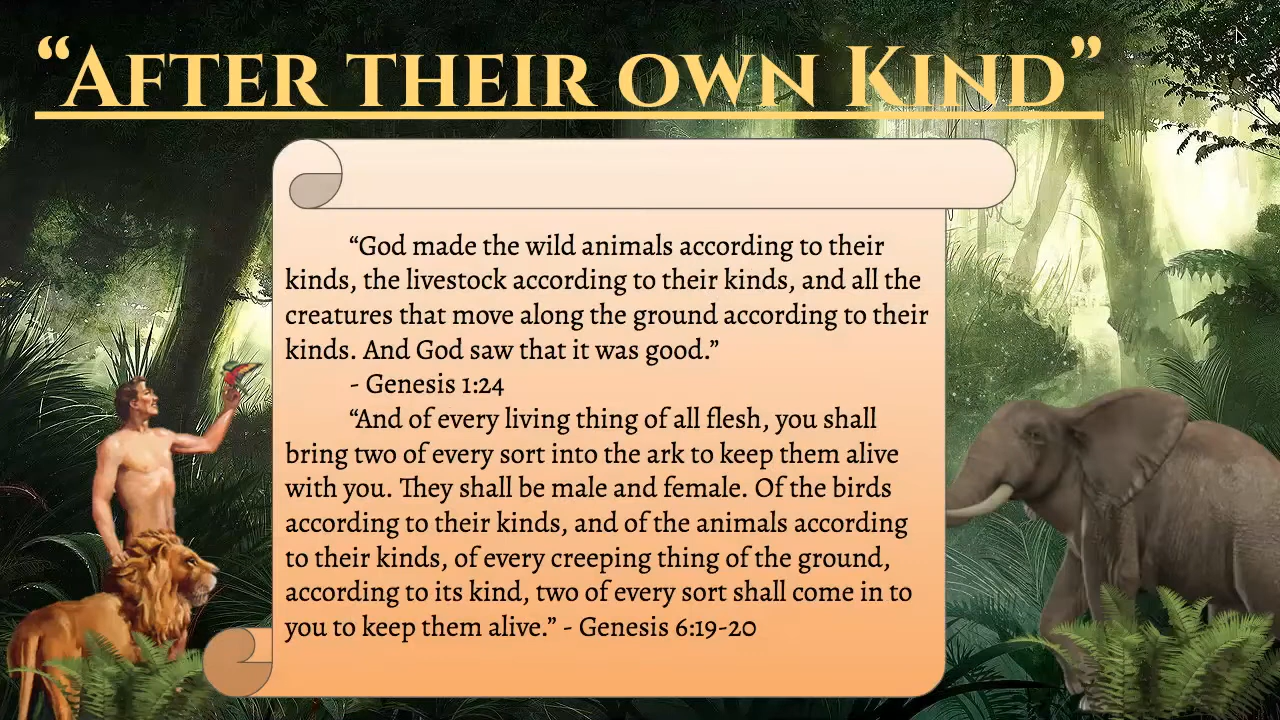 “After their own Kind”
“God made the wild animals according to their
kinds, the livestock according to their kinds, and all the
creatures that move along the ground according to their
kinds. And God saw that it was good.”
- Genesis 1:24
“And of every living thing of all flesh, you shall
bring two of every sort into the ark to keep them alive
with you. They shall be male and female. Of the birds
according to their kinds, and of the animals according
to their kinds, of every creeping thing of the ground,
according to its kind, two of every sort shall come in to
you to keep them alive.” - Genesis 6:19-20